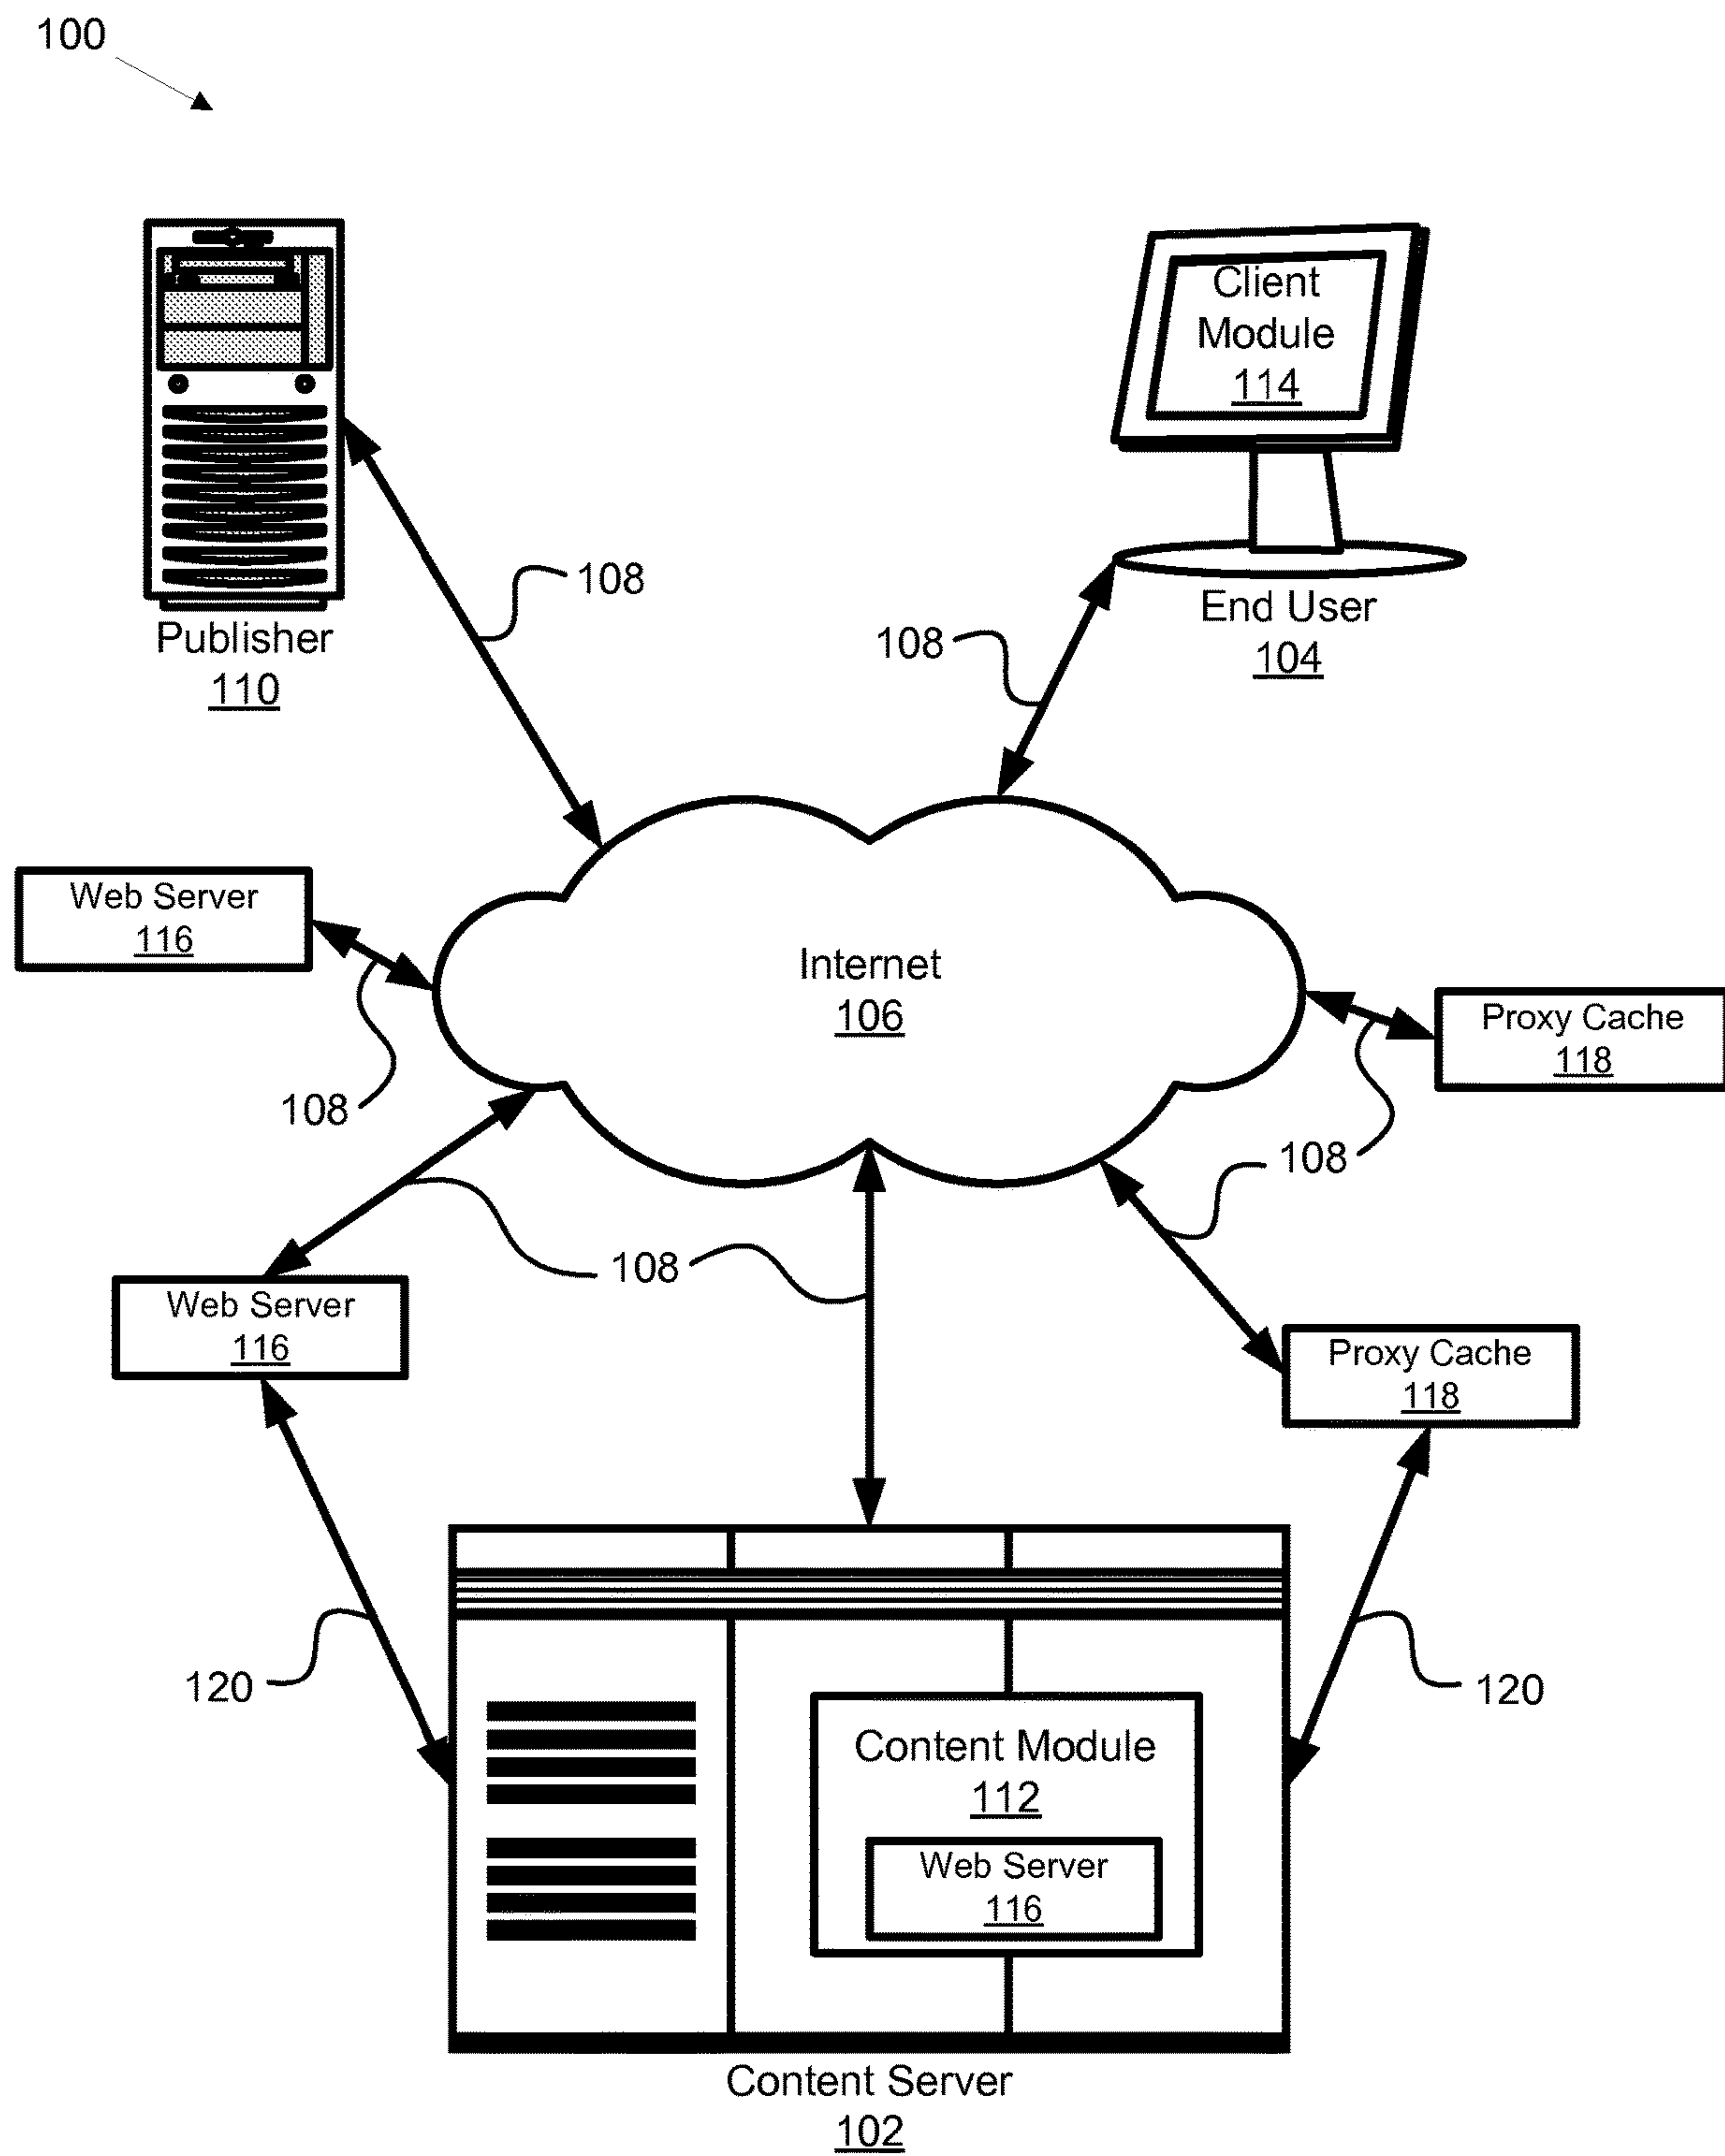 100
Client
Module
114
Publisher
110
108
108
End User
104
Web Server
116
Internet
106
Proxy Cache
118
108
108
108
Web Server
116
Proxy Cache
118
120
120
Content Module
112
Web Server
116
Content Server
102